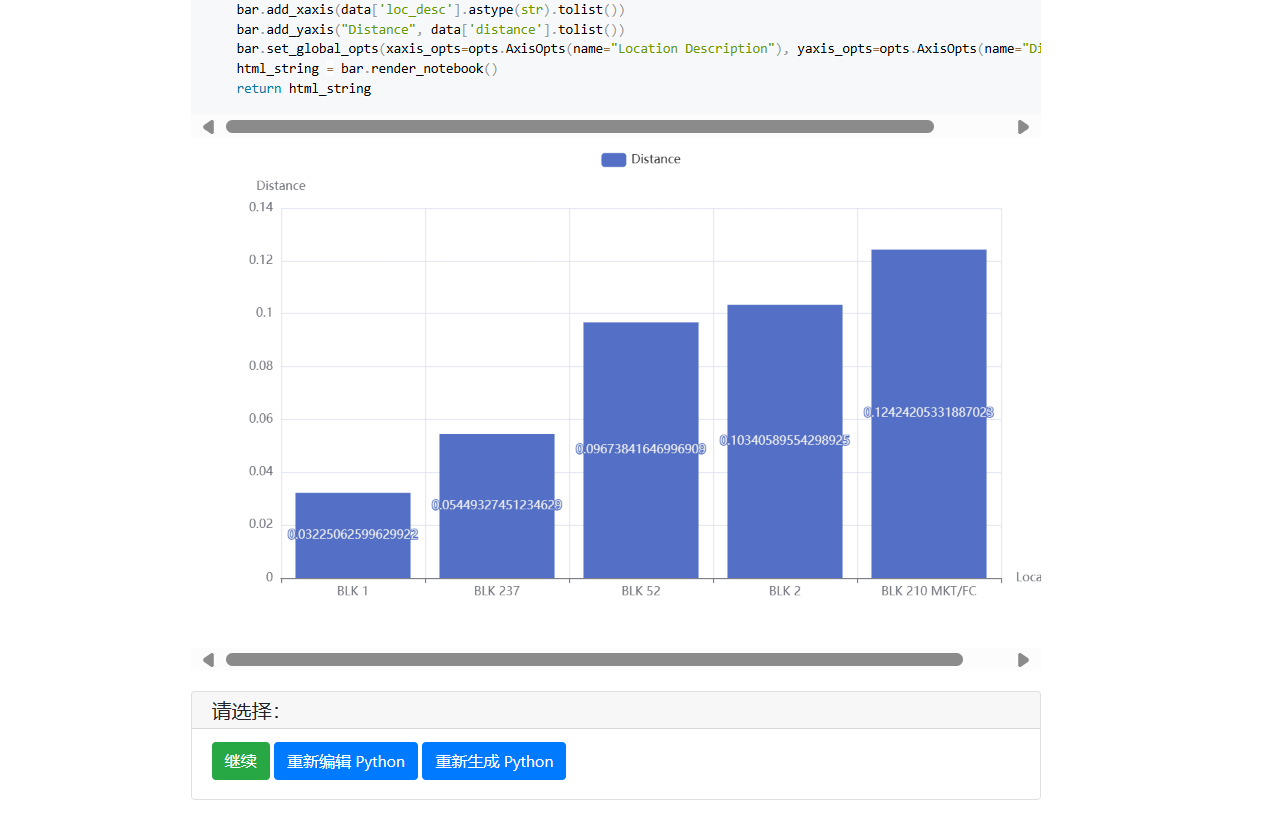 bar.add_xaxis(data['loc_desc'].astype(str).tolist())
bar.add_yaxis("Distance", data['distance'].tolist())
bar.set_global_opts(xaxis_opts=opts.AxisOpts(name="Location Description"), yaxis_opts=opts.AxisOpts(name="Di
html_string = bar.render_notebook()
return html_string
Distance
Distance
0.14
0.12
0.1
0.08
0.06
0.04
0.02
0
0.03225062599629922
0.05449327451234629
0.09673841646996909
0.10340589554298925
0.12424205331887023
BLK 1
BLK 237
BLK 52
BLK 2
BLK 210 MKT/FC
Loca
请选择：
继续 重新编辑 Python 重新生成 Python